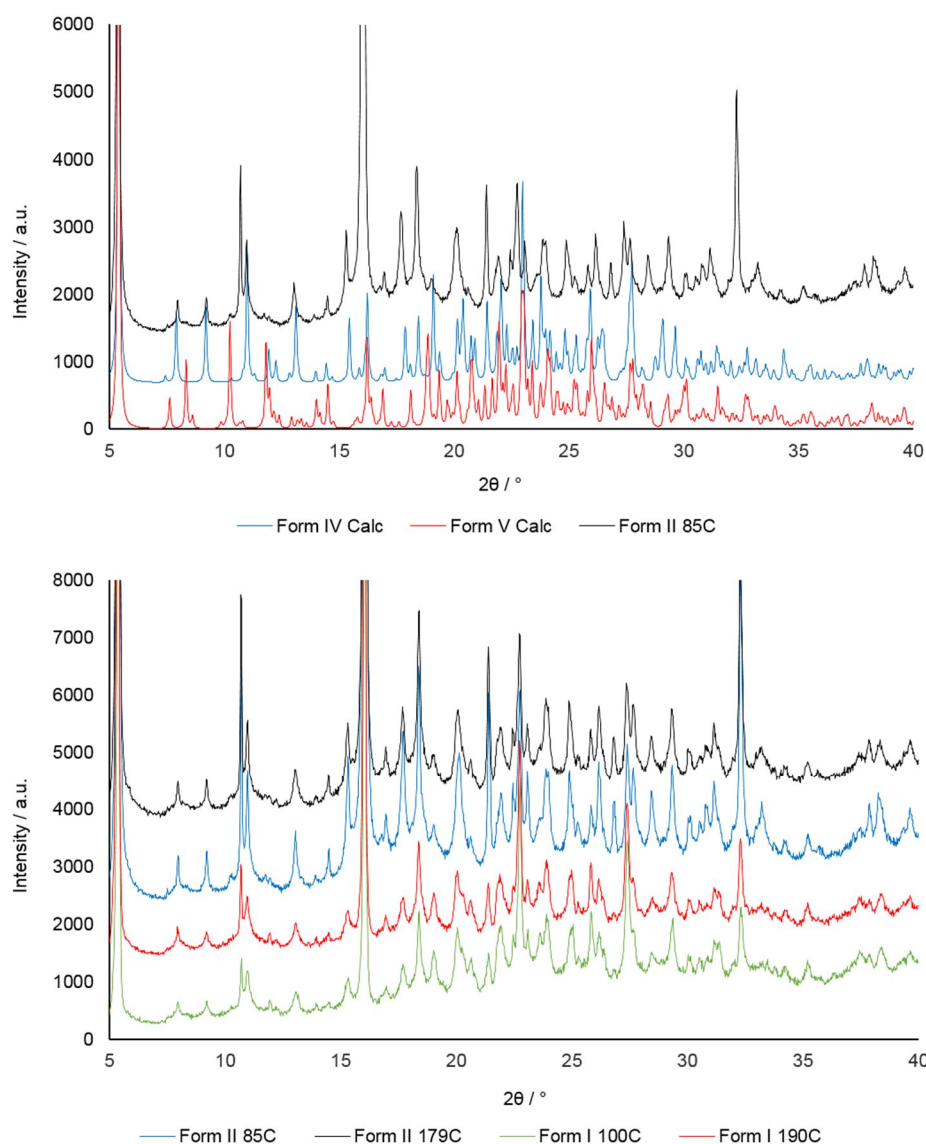 6000
5000
4000
3000
2000
1000
0
Intensity / a.u.
5 10 15 20 25 30 35 40
2θ / °
Form IV Calc Form V Calc Form II 85C
8000
7000
6000
5000
4000
3000
2000
1000
0
Intensity / a.u.
5 10 15 20 25 30 35 40
2θ / °
Form II 85C Form II 179C Form I 100C Form I 190C